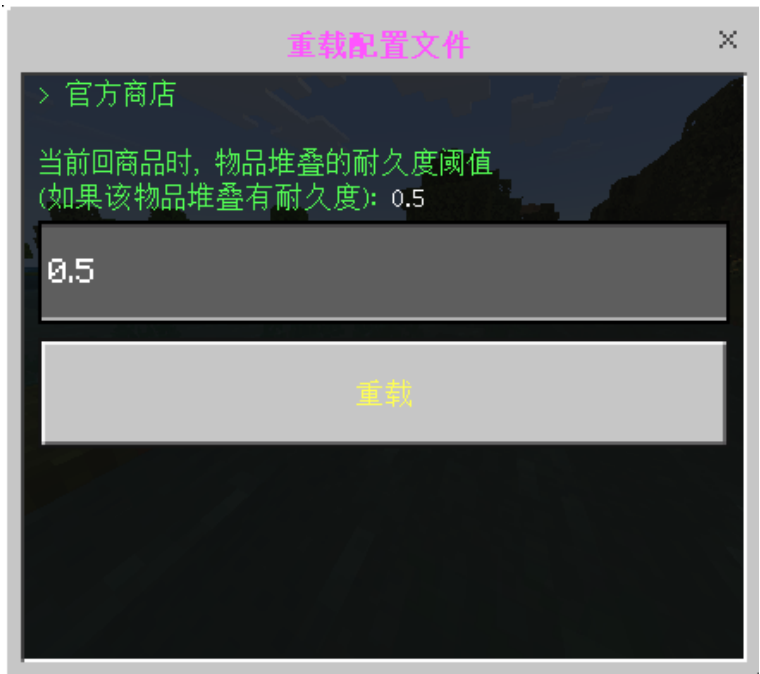 重载配置文件
> 官方商店
当前回商品时, 物品堆叠的耐久度阈值
(如果该物品堆叠有耐久度): 0.5
0.5
重载